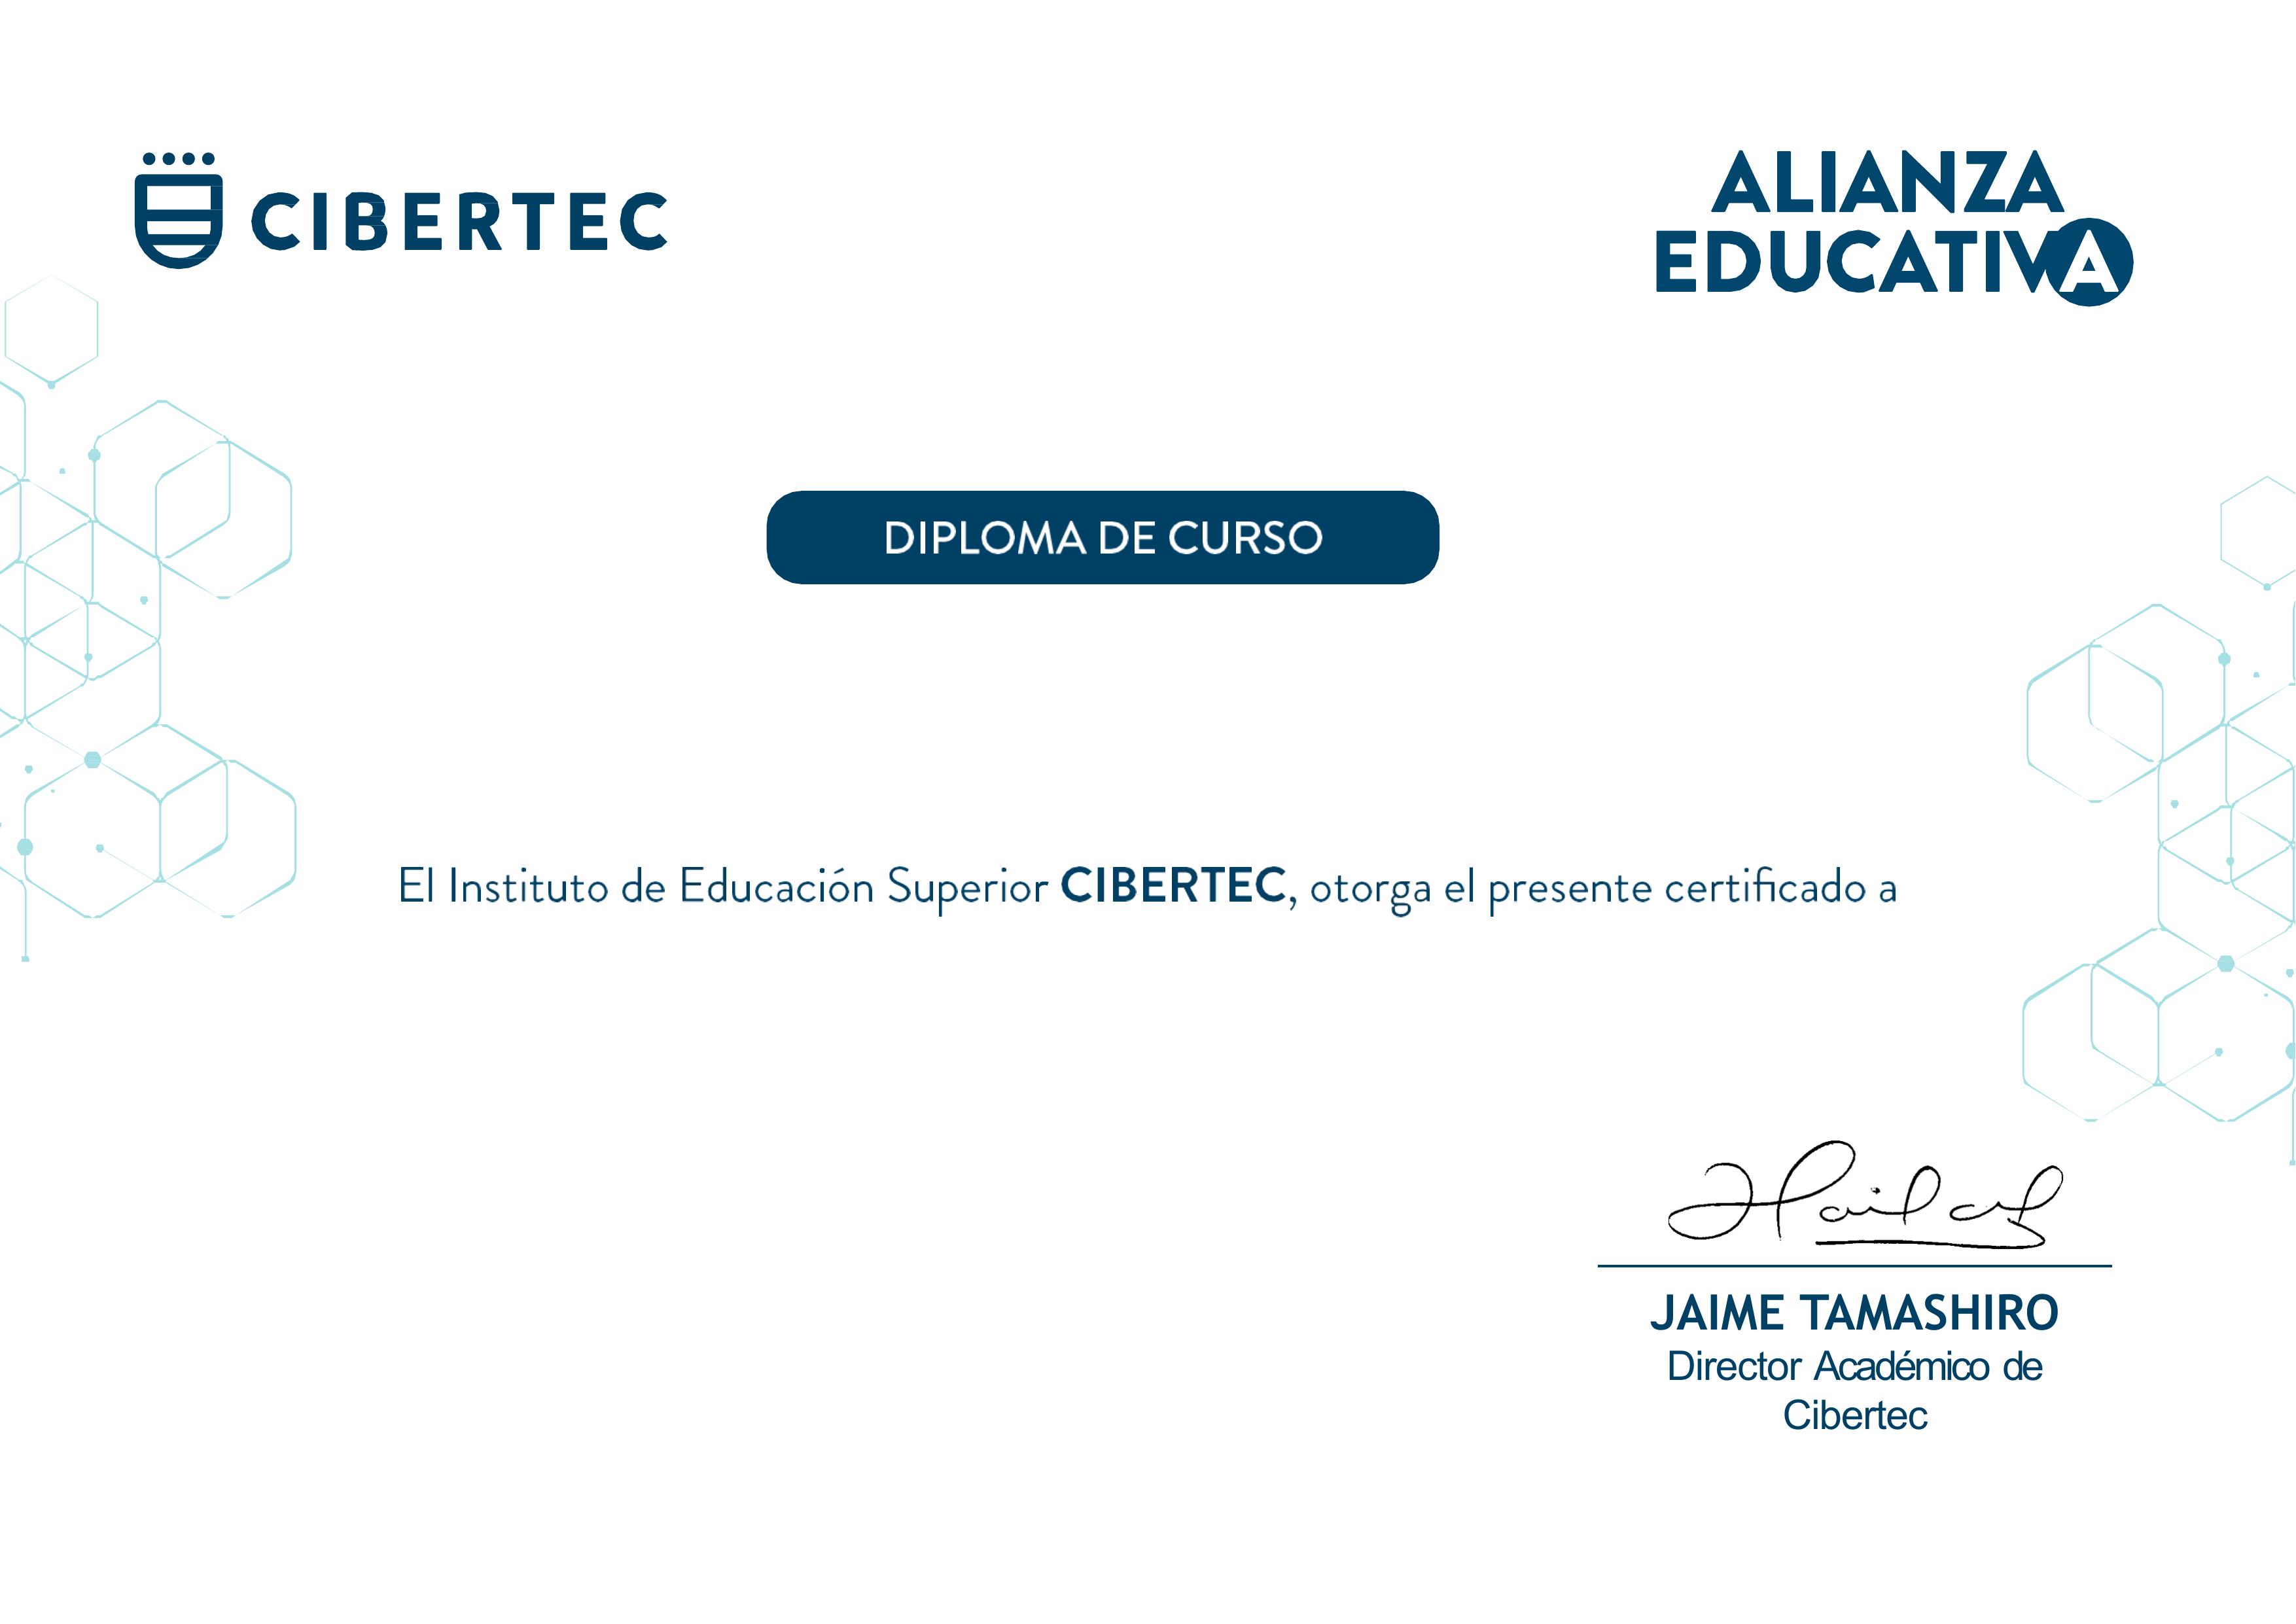 CIBERTEC
ALIANZA
EDUCATIVA
DIPLOMA DE CURSO
El Instituto de Educación Superior CIBERTEC, otorga el presente certificado a
JAIME TAMASHIRO
Director Académico de
Cibertec